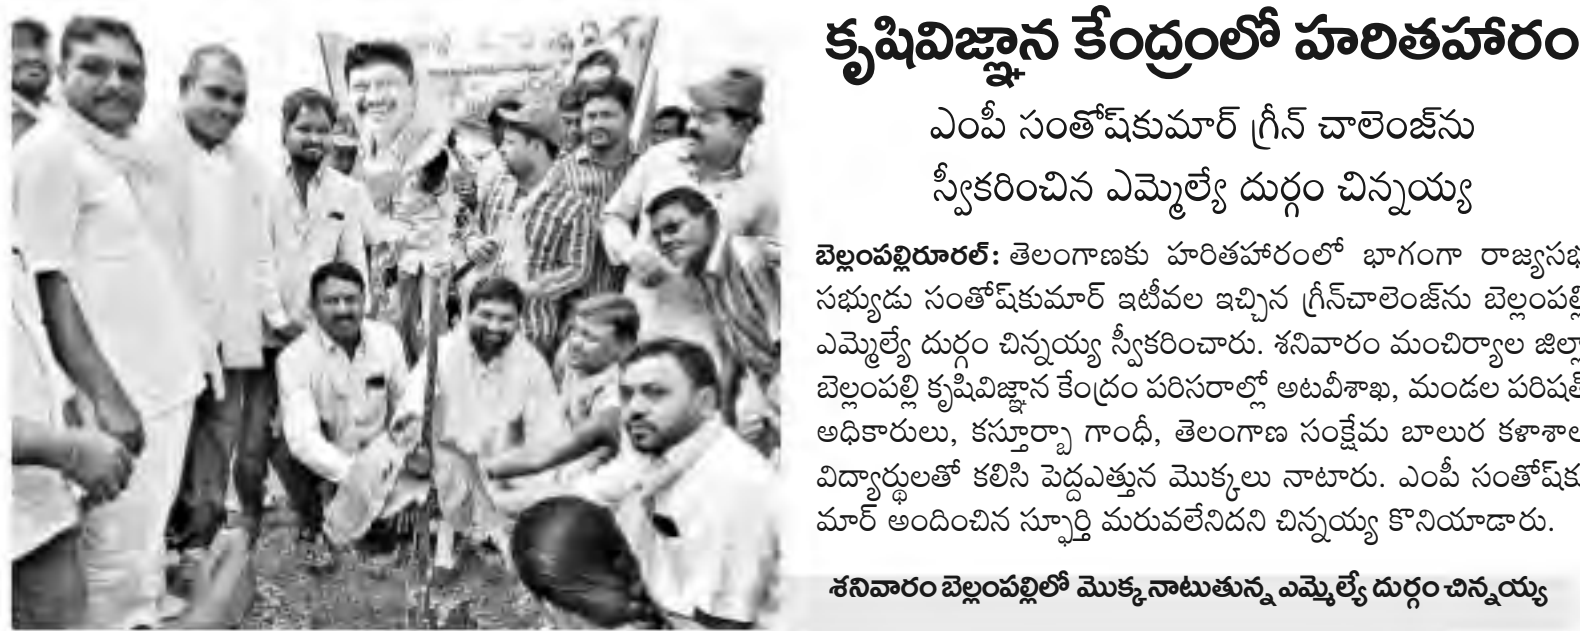 కృషివిజ్ఞాన కేంద్రంలో హరితహారం
ఎంపీ సంతోష్‌కుమార్ గ్రీన్ చాలెంజ్‌ను
స్వీకరించిన ఎమ్మెల్యే దుర్గం చిన్నయ్య
బెల్లంపల్లిరూరల్: తెలంగాణకు హరితహారంలో భాగంగా రాజ్యసభ
సభ్యుడు సంతోష్‌కుమార్ ఇటీవల ఇచ్చిన గ్రీన్‌చాలెంజ్‌ను బెల్లంపల్లి
ఎమ్మెల్యే దుర్గం చిన్నయ్య స్వీకరించారు. శనివారం మంచిర్యాల జిల్లా
బెల్లంపల్లి కృషివిజ్ఞాన కేంద్రం పరిసరాల్లో అటవీశాఖ, మండల పరిషత్
అధికారులు, కస్తూర్బా గాంధీ, తెలంగాణ సంక్షేమ బాలుర కళాశాల
విద్యార్థులతో కలిసి పెద్దఎత్తున మొక్కలు నాటారు. ఎంపీ సంతోష్‌కు
మార్ అందించిన స్ఫూర్తి మరువలేనిదని చిన్నయ్య కొనియాడారు.
శనివారం బెల్లంపల్లిలో మొక్కనాటుతున్న ఎమ్మెల్యే దుర్గం చిన్నయ్య